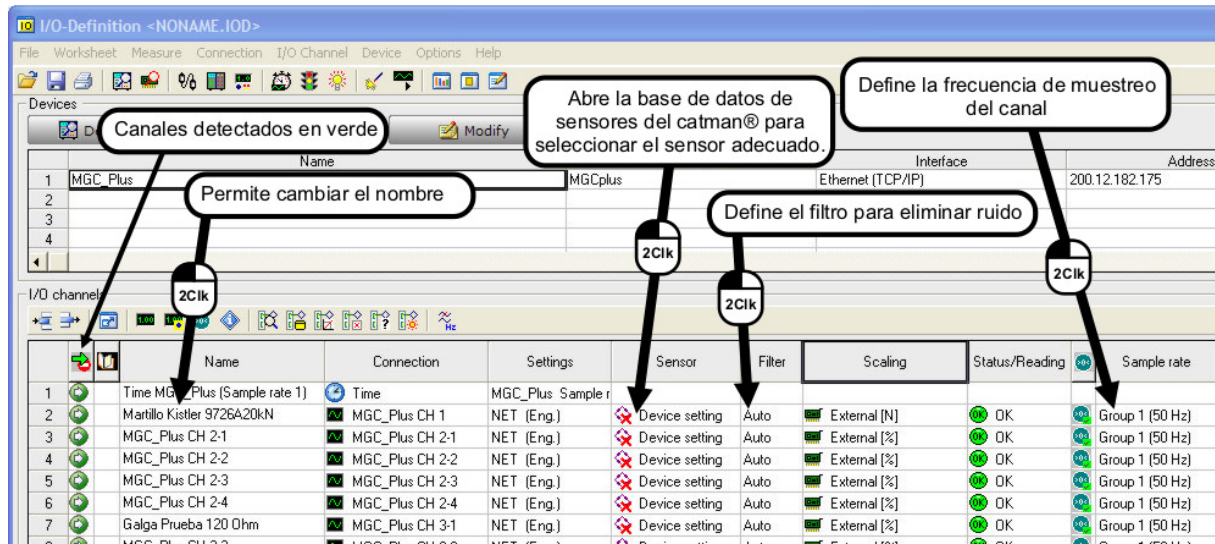 I/O-Definition <NONAME.IOD>
File Worksheet Measure Connection I/O Channel Device Options Help
Define la frecuencia de muestreo
del canal
Abre la base de datos de
sensores del catman® para
seleccionar el sensor adecuado.
Devices
Canales detectados en verde
Modify
Name Interface Address
1 MGC_Plus MGCplus Ethernet (TCP/IP) 200.12.182.175
2
3
4
Permite cambiar el nombre
Define el filtro para eliminar ruido
2Clk
2Clk
2Clk
2Clk
I/O channels
Name Connection Settings Sensor Filter Scaling Status/Reading Sample rate
1 Time MGC_Plus (Sample rate 1) Time MGC_Plus Sample r
2 Martillo Kistler 9726A20kN MGC_Plus CH 1 NET (Eng.) Device setting Auto External [N] OK OK Group 1 (50 Hz)
3 MGC_Plus CH 2-1 MGC_Plus CH 2-1 NET (Eng.) Device setting Auto External [%] OK OK Group 1 (50 Hz)
4 MGC_Plus CH 2-2 MGC_Plus CH 2-2 NET (Eng.) Device setting Auto External [%] OK OK Group 1 (50 Hz)
5 MGC_Plus CH 2-3 MGC_Plus CH 2-3 NET (Eng.) Device setting Auto External [%] OK OK Group 1 (50 Hz)
6 MGC_Plus CH 2-4 MGC_Plus CH 2-4 NET (Eng.) Device setting Auto External [%] OK OK Group 1 (50 Hz)
7 Galga Prueba 120 Ohm MGC_Plus CH 3-1 NET (Eng.) Device setting Auto External [%] OK OK Group 1 (50 Hz)